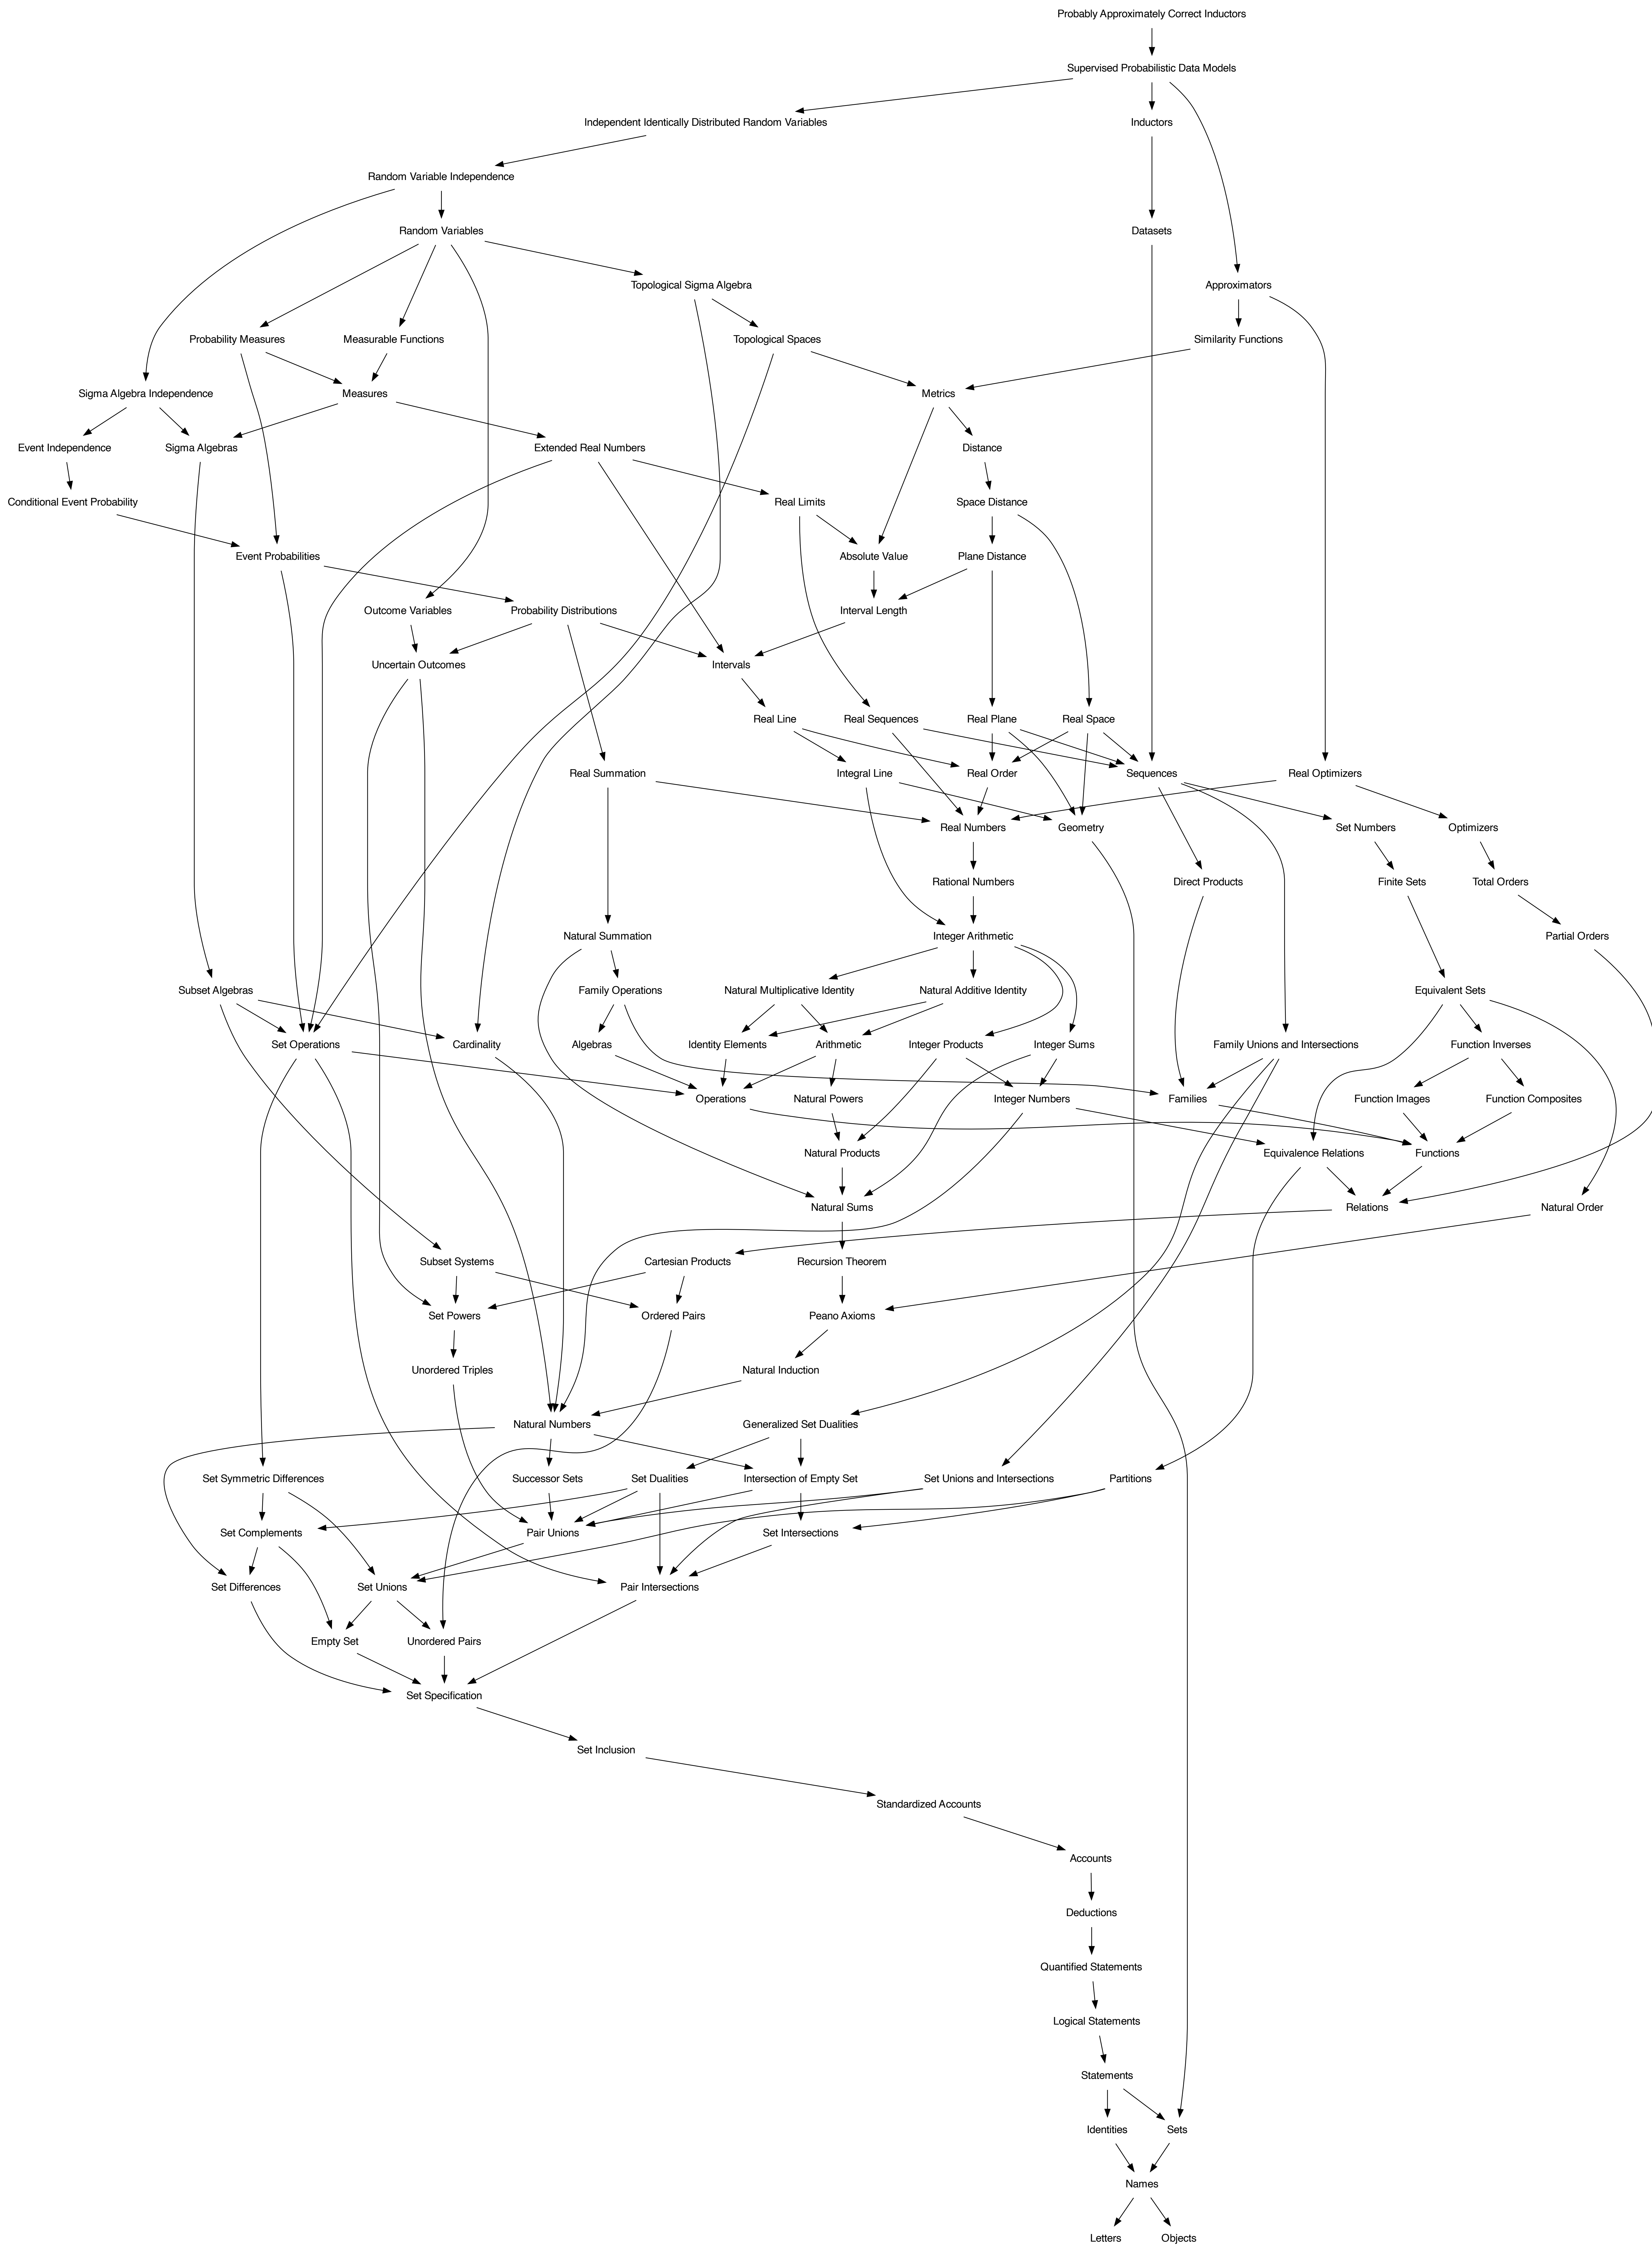 Probably Approximately Correct Inductors
Supervised Probabilistic Data Models
Independent Identically Distributed Random Variables
Inductors
Random Variable Independence
Random Variables
Datasets
Topological Sigma Algebra
Approximators
Probability Measures
Measurable Functions
Topological Spaces
Similarity Functions
Sigma Algebra Independence
Measures
Metrics
Event Independence
Sigma Algebras
Extended Real Numbers
Distance
Conditional Event Probability
Real Limits
Space Distance
Event Probabilities
Absolute Value
Plane Distance
Outcome Variables
Probability Distributions
Interval Length
Uncertain Outcomes
Intervals
Real Line
Real Sequences
Real Plane
Real Space
Real Summation
Integral Line
Real Order
Sequences
Real Optimizers
Real Numbers
Geometry
Set Numbers
Optimizers
Rational Numbers
Direct Products
Finite Sets
Total Orders
Natural Summation
Integer Arithmetic
Partial Orders
Subset Algebras
Family Operations
Natural Multiplicative Identity
Natural Additive Identity
Equivalent Sets
Set Operations
Cardinality
Algebras
Identity Elements
Arithmetic
Integer Products
Integer Sums
Family Unions and Intersections
Function Inverses
Operations
Natural Powers
Integer Numbers
Families
Function Images
Function Composites
Natural Products
Equivalence Relations
Functions
Natural Sums
Relations
Natural Order
Subset Systems
Cartesian Products
Recursion Theorem
Set Powers
Ordered Pairs
Peano Axioms
Unordered Triples
Natural Induction
Natural Numbers
Generalized Set Dualities
Set Symmetric Differences
Successor Sets
Set Dualities
Intersection of Empty Set
Set Unions and Intersections
Partitions
Set Complements
Pair Unions
Set Intersections
Set Differences
Set Unions
Pair Intersections
Empty Set
Unordered Pairs
Set Specification
Set Inclusion
Standardized Accounts
Accounts
Deductions
Quantified Statements
Logical Statements
Statements
Identities
Sets
Names
Letters
Objects